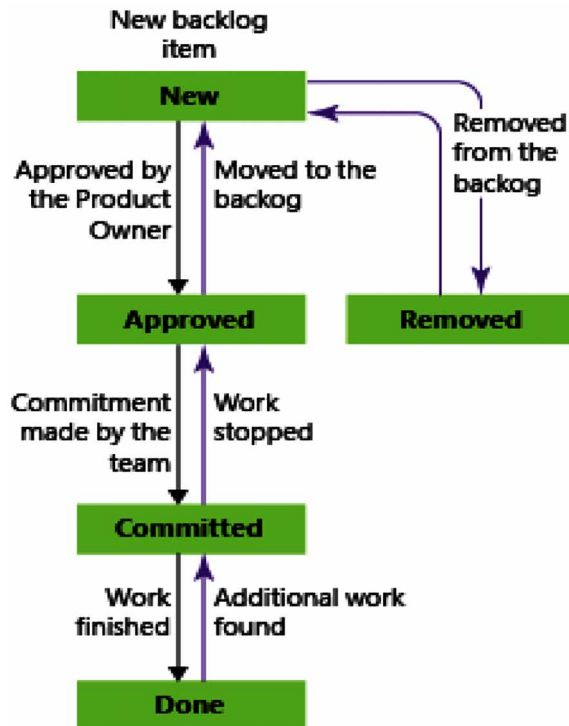 New backlog
item
New
Approved by
the Product
Owner
Moved to the
backog
Removed
from the
backog
Approved
Removed
Commitment
made by the
team
Work
stopped
Committed
Work
finished
Additional work
found
Done